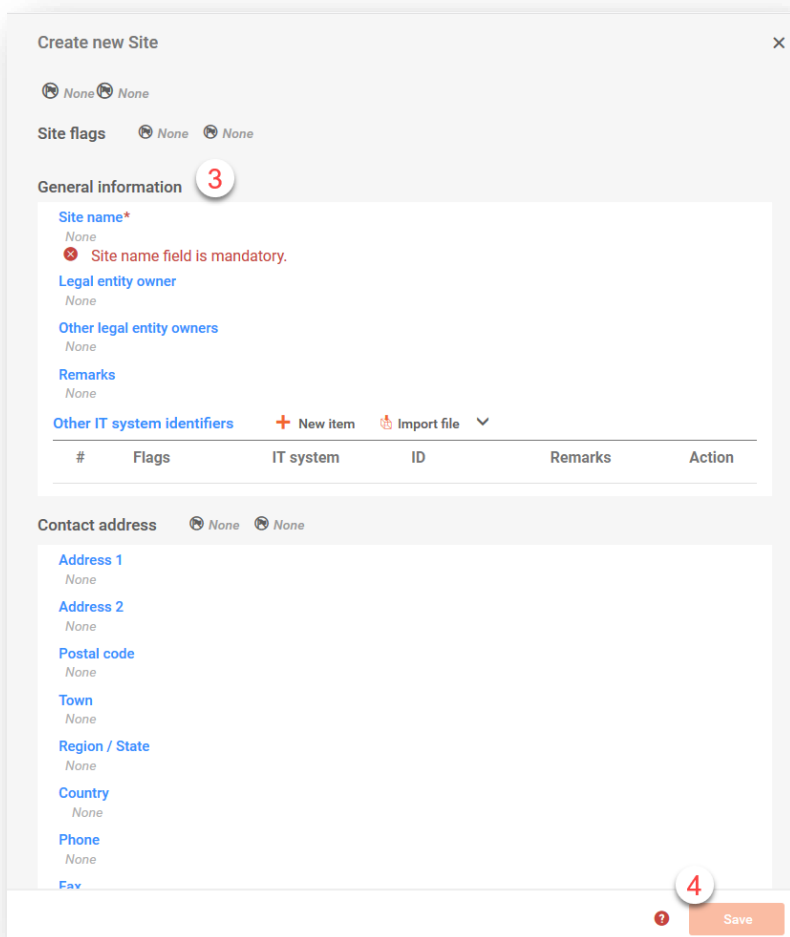 Create new Site
None None
Site flags None None
General information 3
Site name*
None
Site name field is mandatory.
Legal entity owner
None
Other legal entity owners
None
Remarks
None
Other IT system identifiers New item Import file
# Flags IT system ID Remarks Action
Contact address None None
Address 1
None
Address 2
None
Postal code
None
Town
None
Region / State
None
Country
None
Phone
None
Fax
4
? Save